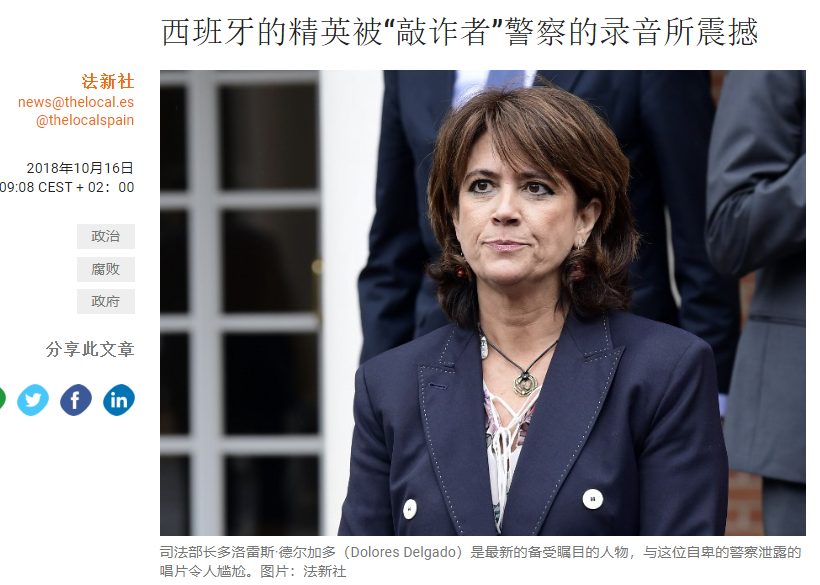 西班牙的精英被“敲诈者”警察的录音所震撼
法新社
news@thelocal.es
@thelocalspain
2018年10月16日
09:08 CEST + 02：00
政治
腐败
政府
分享此文章
司法部长多洛雷斯·德尔加多（Dolores Delgado）是最新的备受瞩目的人物，与这位自卑的警察泄露的
唱片令人尴尬。图片：法新社